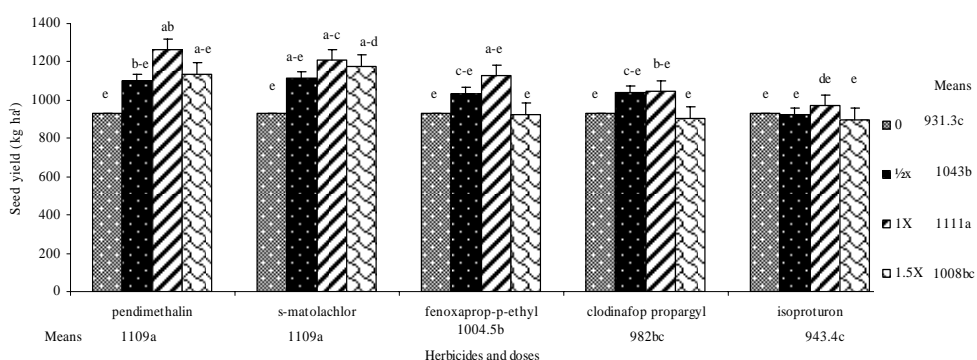 Seed yield (kg ha¹)
1400
1200
1000
800
600
400
200
0
e b-e ab a-e
e a-e a-c a-d
e c-e a-e e
e c-e b-e e
e e de e
Means
0 931.3c
½x 1043b
1X 1111a
1.5X 1008bc
pendimethalin s-matolachlor fenoxaprop-p-ethyl clodinafop propargyl isoproturon
Means 1109a 1109a 1004.5b 982bc 943.4c
Herbicides and doses